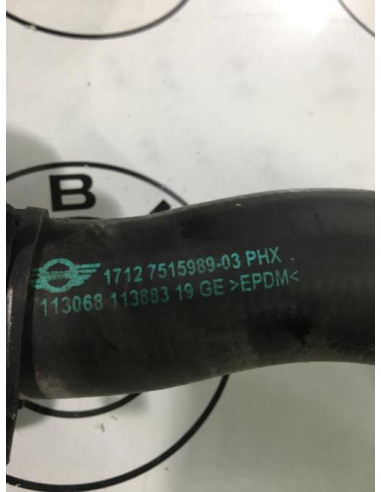 B
1712 7515989-03 PHX
113068 113883 19 GE >EPDM<